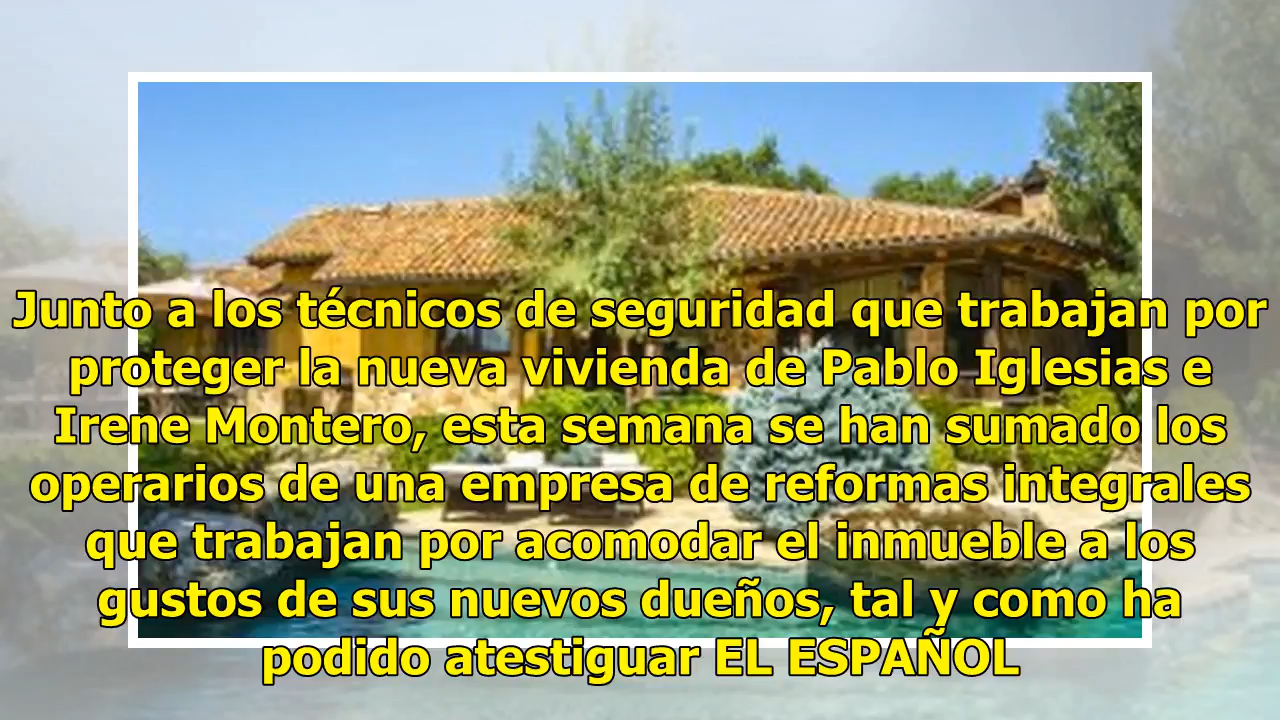 Junto a los técnicos de seguridad que trabajan por
proteger la nueva vivienda de Pablo Iglesias e
Irene Montero, esta semana se han sumado los
operarios de una empresa de reformas integrales
que trabajan por acomodar el inmueble a los
gustos de sus nuevos dueños, tal y como ha
podido atestiguar EL ESPAÑOL